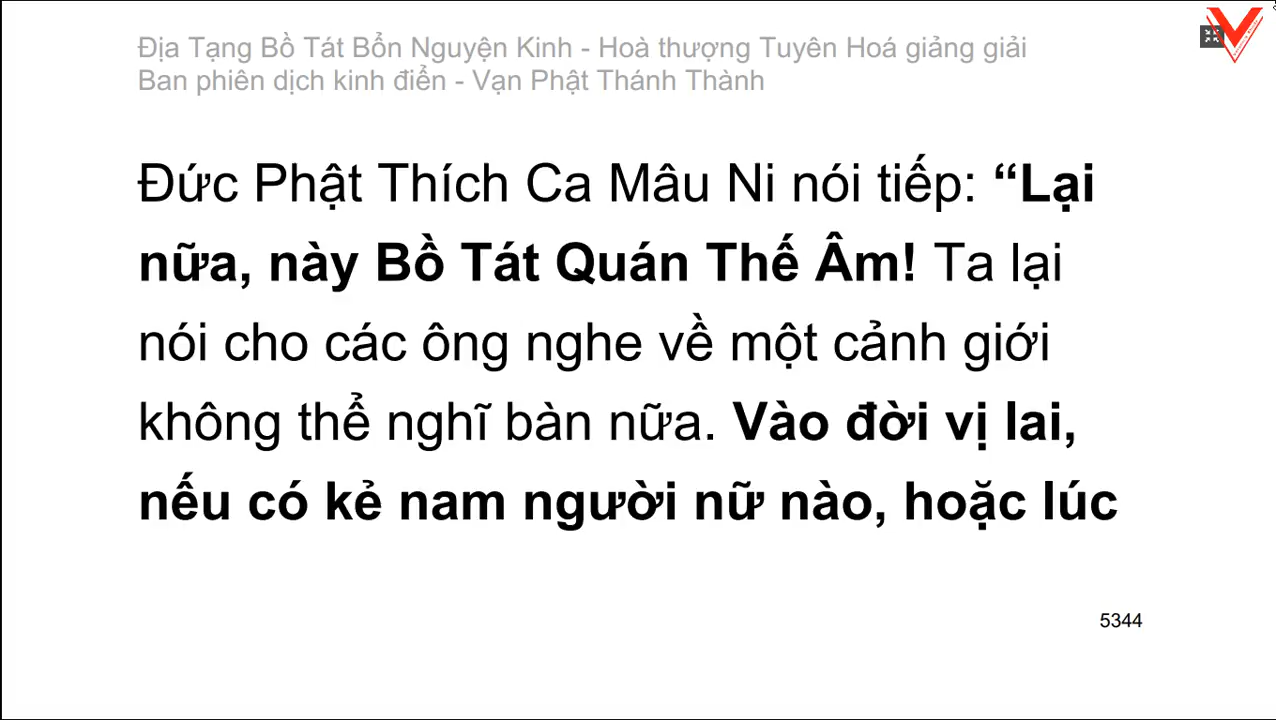 Địa Tạng Bồ Tát Bổn Nguyện Kinh - Hoà thượng Tuyên Hoá giảng giải
Ban phiên dịch kinh điển - Vạn Phật Thánh Thành
Đức Phật Thích Ca Mâu Ni nói tiếp: “Lại
nữa, này Bồ Tát Quán Thế Âm! Ta lại
nói cho các ông nghe về một cảnh giới
không thể nghĩ bàn nữa. Vào đời vị lai,
nếu có kẻ nam người nữ nào, hoặc lúc
5344